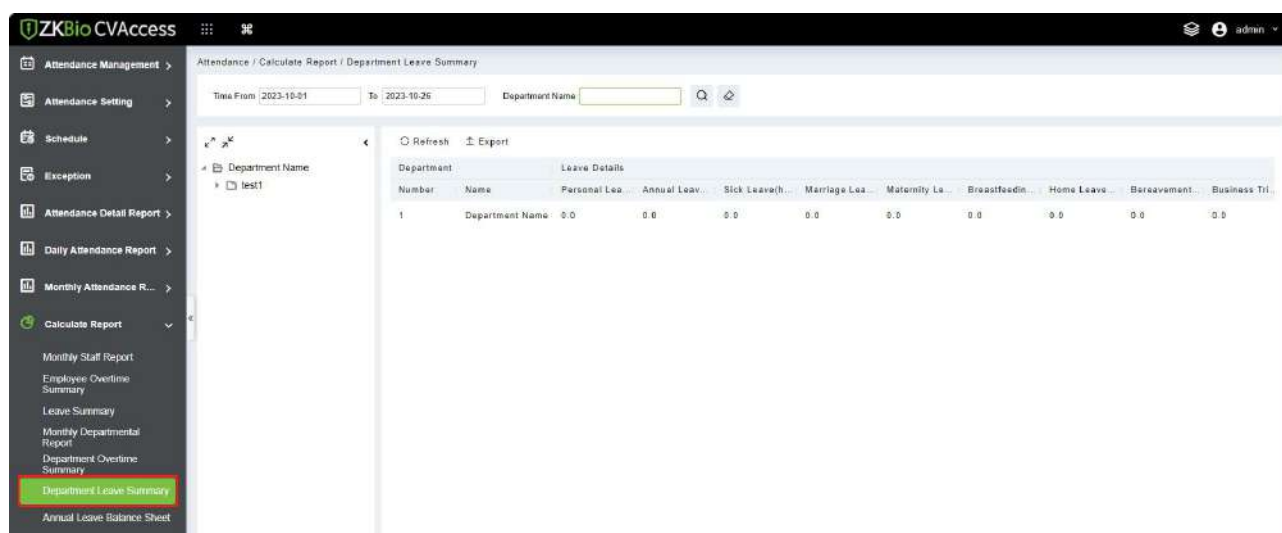 ZKBio CVAccess
admin
Attendance Management
Attendance Setting
Schedule
Exception
Attendance Detail Report
Daily Attendance Report
Monthly Attendance R...
Calculate Report
Monthly Staff Report
Employee Overtime
Summary
Leave Summary
Monthly Departmental
Report
Department Overtime
Summary
Department Leave Summary
Annual Leave Balance Sheet
Attendance / Calculate Report / Department Leave Summary
Time From 2023-10-01 To 2023-10-26 Department Name
Department Name
test1
Refresh Export
Department Leave Details
Number Name Personal Lea... Annual Leav... Sick Leave(h... Marriage Lea... Maternity Le... Breastfeedin... Home Leave... Bereavement... Business Tri...
1 Department Name 0.0 0.0 0.0 0.0 0.0 0.0 0.0 0.0 0.0